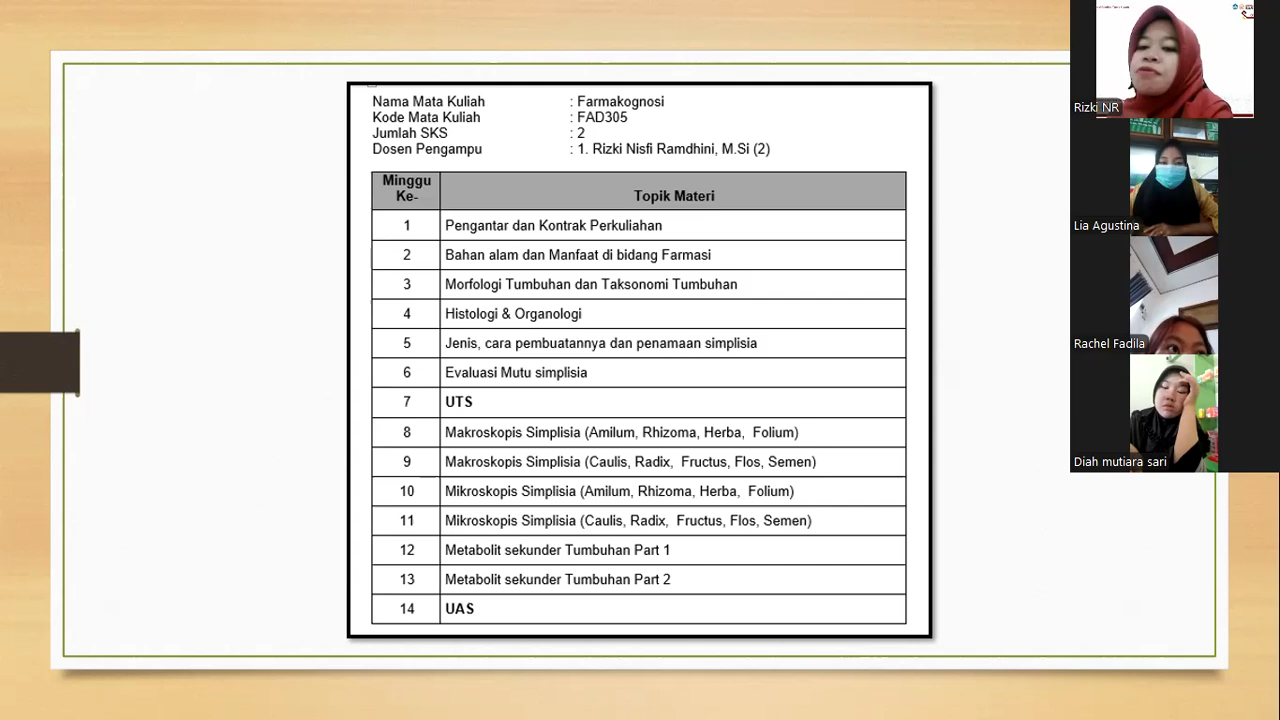 Nama Mata Kuliah : Farmakognosi
Kode Mata Kuliah : FAD305
Jumlah SKS : 2
Dosen Pengampu : 1. Rizki Nisfi Ramdhini, M.Si (2)
Minggu Ke- Topik Materi
1 Pengantar dan Kontrak Perkuliahan
2 Bahan alam dan Manfaat di bidang Farmasi
3 Morfologi Tumbuhan dan Taksonomi Tumbuhan
4 Histologi & Organologi
5 Jenis, cara pembuatannya dan penamaan simplisia
6 Evaluasi Mutu simplisia
7 UTS
8 Makroskopis Simplisia (Amilum, Rhizoma, Herba, Folium)
9 Makroskopis Simplisia (Caulis, Radix, Fructus, Flos, Semen)
10 Mikroskopis Simplisia (Amilum, Rhizoma, Herba, Folium)
11 Mikroskopis Simplisia (Caulis, Radix, Fructus, Flos, Semen)
12 Metabolit sekunder Tumbuhan Part 1
13 Metabolit sekunder Tumbuhan Part 2
14 UAS
Rizki NR
Lia Agustina
Rachel Fadila
Diah mutiara sari